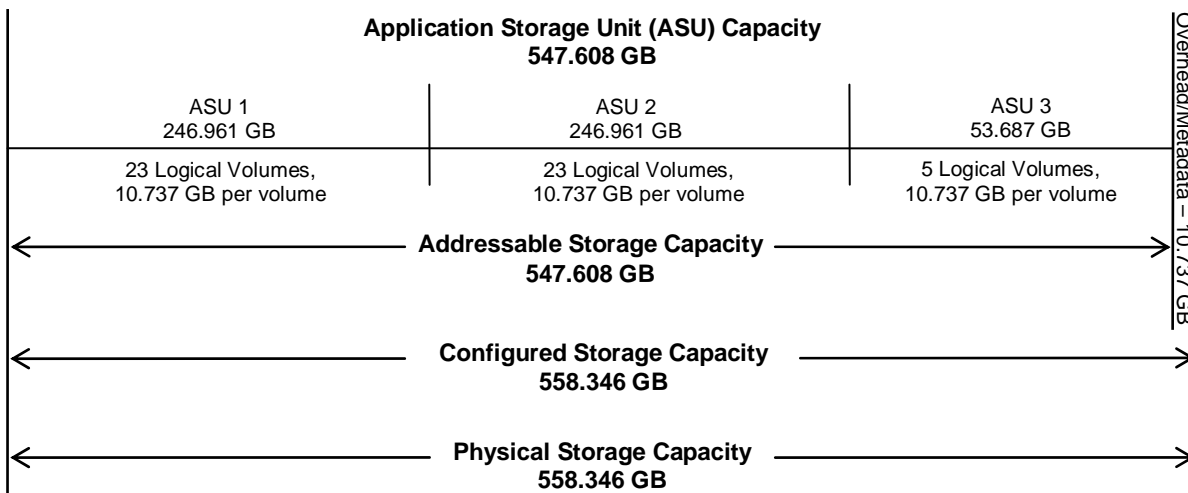 Application Storage Unit (ASU) Capacity
547.608 GB
ASU 1
246.961 GB
ASU 2
246.961 GB
ASU 3
53.687 GB
23 Logical Volumes,
10.737 GB per volume
23 Logical Volumes,
10.737 GB per volume
5 Logical Volumes,
10.737 GB per volume
Overhead/Metadata – 10.737 GB
Addressable Storage Capacity
547.608 GB
Configured Storage Capacity
558.346 GB
Physical Storage Capacity
558.346 GB